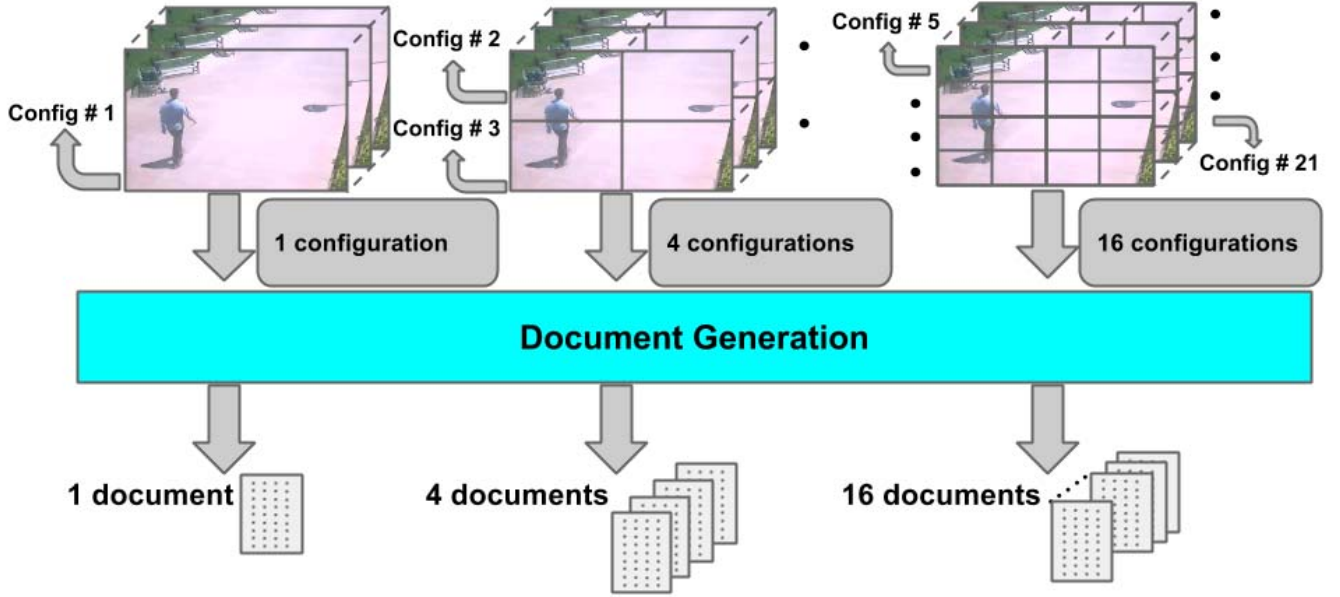 Config # 1
Config # 2
Config # 3
Config # 5
Config # 21
1 configuration
4 configurations
16 configurations
Document Generation
1 document
4 documents
16 documents